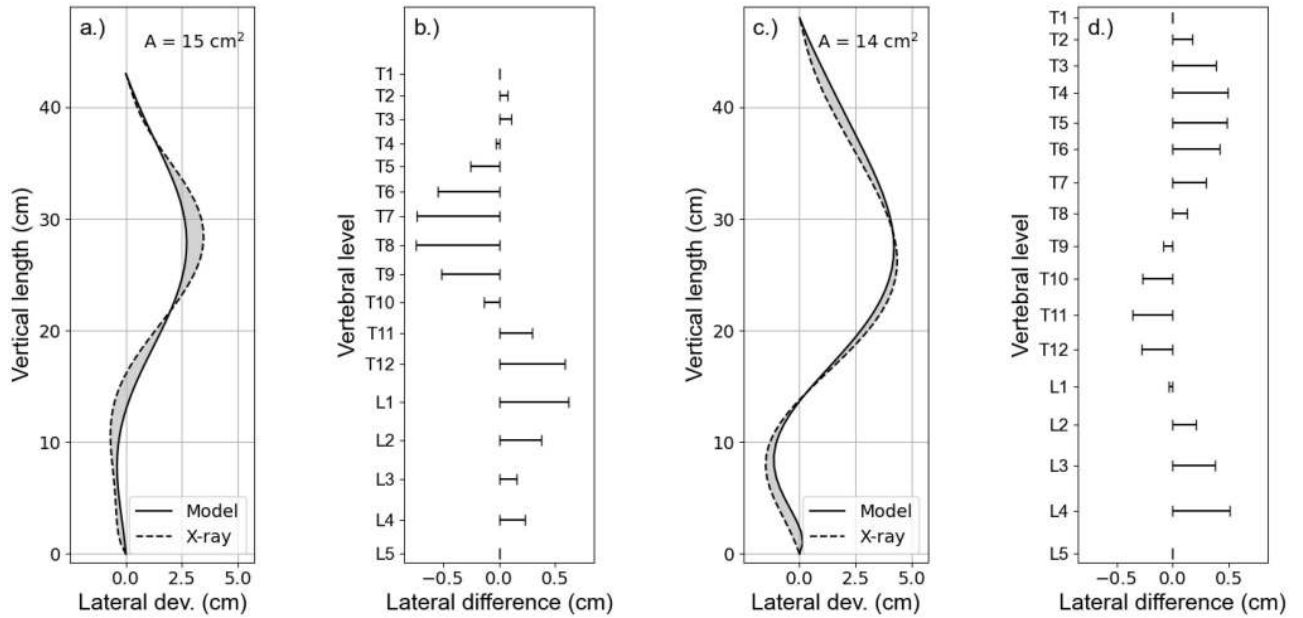 a.)
A = 15 cm²
Vertical length (cm)
40
30
20
10
0
Model
X-ray
0.0 2.5 5.0
Lateral dev. (cm)
b.)
Vertebral level
T1
T2
T3
T4
T5
T6
T7
T8
T9
T10
T11
T12
L1
L2
L3
L4
L5
−0.5 0.0 0.5
Lateral difference (cm)
c.)
A = 14 cm²
Vertical length (cm)
40
30
20
10
0
Model
X-ray
0.0 2.5 5.0
Lateral dev. (cm)
d.)
Vertebral level
T1
T2
T3
T4
T5
T6
T7
T8
T9
T10
T11
T12
L1
L2
L3
L4
L5
−0.5 0.0 0.5
Lateral difference (cm)